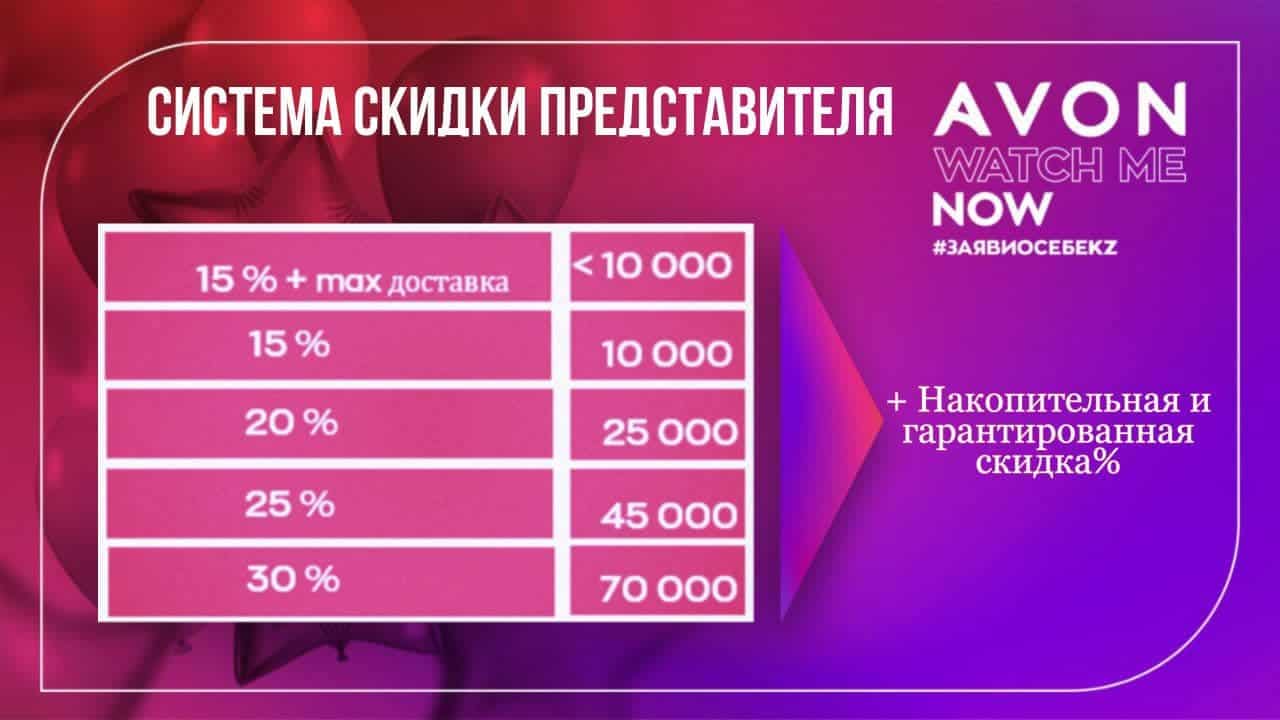 СИСТЕМА СКИДКИ ПРЕДСТАВИТЕЛЯ
AVON
WATCH ME
NOW
#ЗАЯВИОСЕБЕKZ
15 % + max доставка < 10 000
15 % 10 000
20 % 25 000
25 % 45 000
30 % 70 000
+ Накопительная и
гарантированная
скидка%